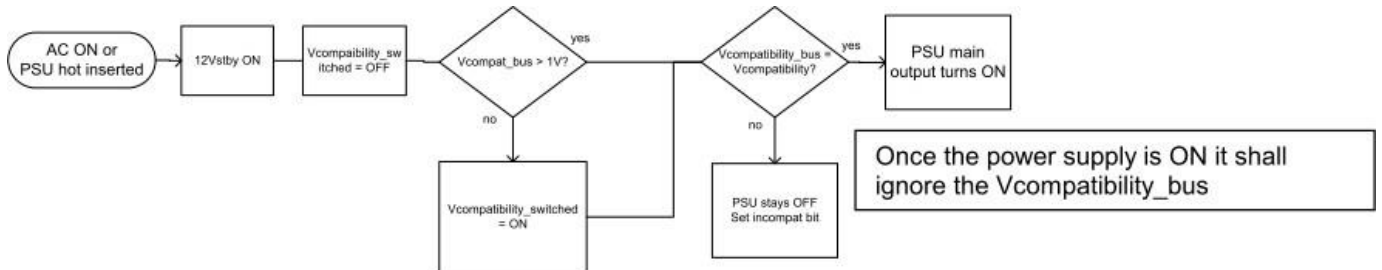 AC ON or
PSU hot inserted
12Vstby ON
Vcompaibility_sw
itched = OFF
Vcompat_bus > 1V?
yes
no
Vcompatibility_switched
= ON
Vcompatibility_bus =
Vcompatibility?
yes
no
PSU main
output turns ON
PSU stays OFF
Set incompat bit
Once the power supply is ON it shall
ignore the Vcompatibility_bus